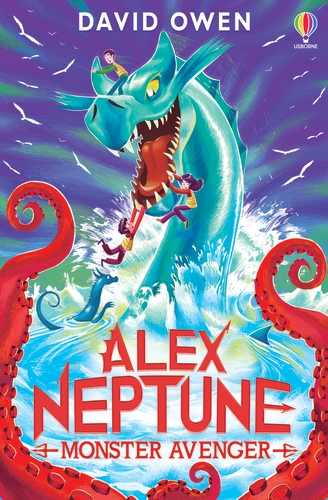 DAVID OWEN
USBORNE
ALEX
NEPTUNE
MONSTER AVENGER